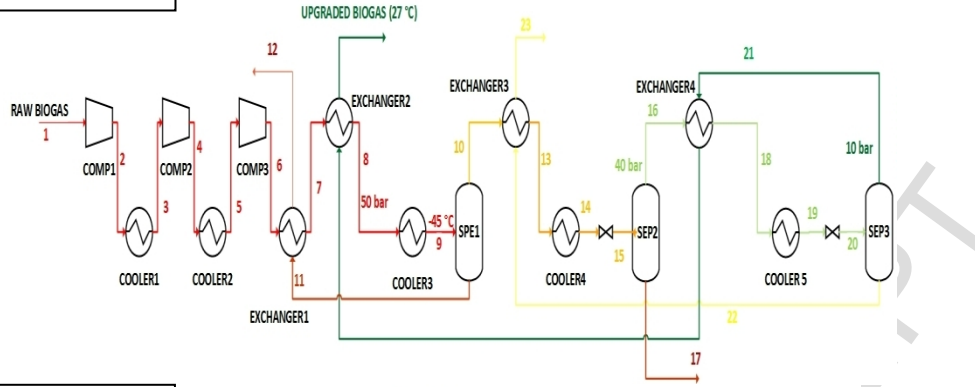 UPGRADED BIOGAS (27 °C)
23
12
21
EXCHANGER3
EXCHANGER4
EXCHANGER2
RAW BIOGAS
1
16
COMP1
COMP2
COMP3
2
4
6
7
8
10
13
40 bar
18
10 bar
3
5
50 bar
-45 °C
9
SPE1
14
15
SEP2
19
20
SEP3
COOLER1
COOLER2
11
COOLER3
COOLER4
COOLER 5
EXCHANGER1
22
17
PT